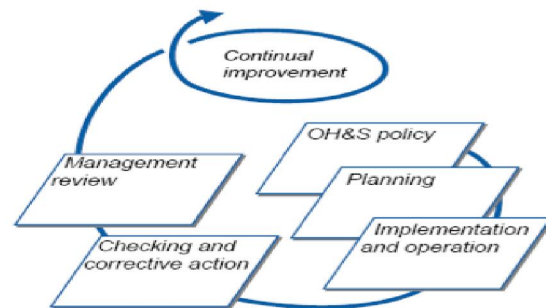 Continual
improvement
OH&S policy
Management
review
Planning
Implementation
and operation
Checking and
corrective action